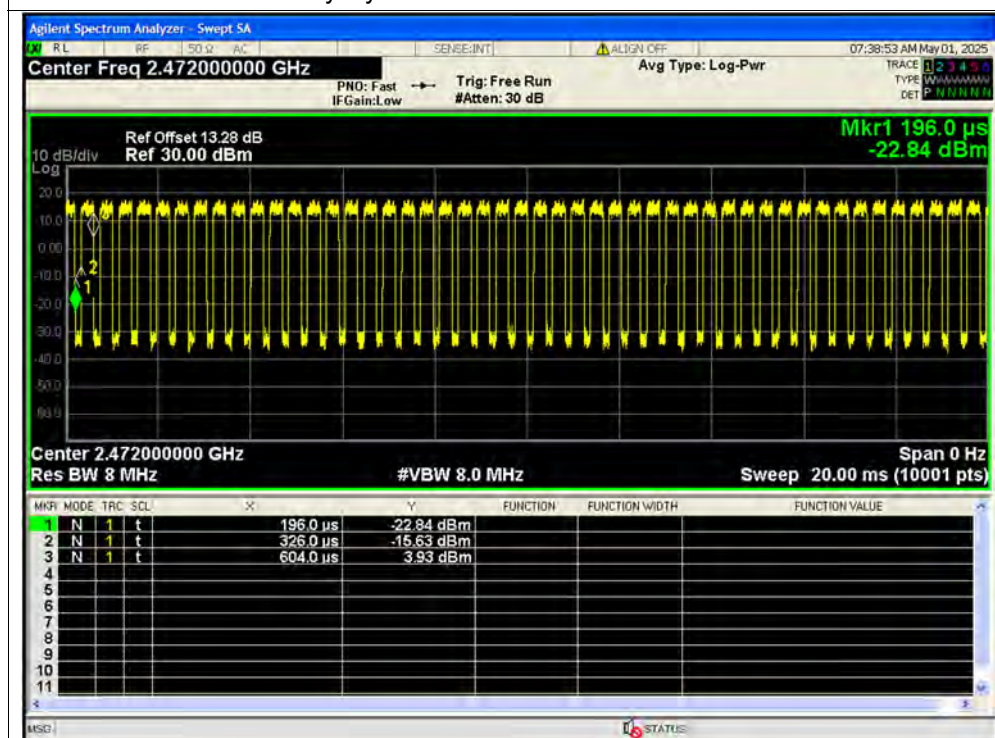 Agilent Spectrum Analyzer - Swept SA
RL RF 50 Ω AC SENSE:INT ALIGN OFF 07:38:53 AM May 01, 2025
Center Freq 2.472000000 GHz
PNO: Fast Trig: Free Run Avg Type: Log-Pwr TRACE 1 2 3 4 5 6
IFGain:Low #Atten: 30 dB TYPE WWWWWW
DET P N N N N N
Mkr1 196.0 µs
-22.84 dBm
Ref Offset 13.28 dB
10 dB/div Ref 30.00 dBm
Log
20.0
10.0
0.00
-10.0
-20.0
-30.0
-40.0
-50.0
2
1
Center 2.472000000 GHz Span 0 Hz
Res BW 8 MHz #VBW 8.0 MHz Sweep 20.00 ms (10001 pts)
MKR MODE TRC SCL X Y FUNCTION FUNCTION WIDTH FUNCTION VALUE
1 N 1 t 196.0 µs -22.84 dBm
2 N 1 t 326.0 µs -15.63 dBm
3 N 1 t 604.0 µs 3.93 dBm
4
5
6
7
8
9
10
11
MSG STATUS